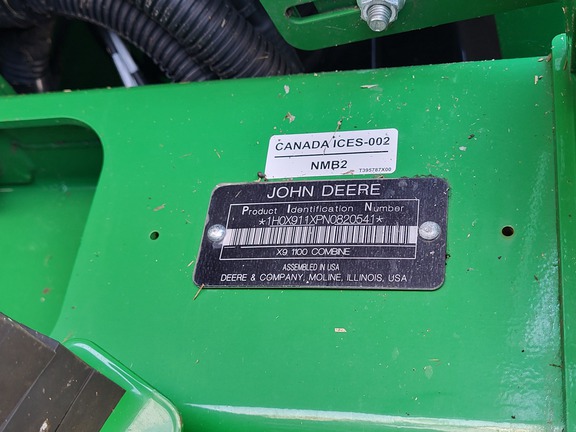 CANADA ICES-002
NMB2
T395787X00
JOHN DEERE
Product Identification Number
*1H0X911XPN0820541*
X9 1100 COMBINE
ASSEMBLED IN USA
DEERE & COMPANY, MOLINE, ILLINOIS, USA